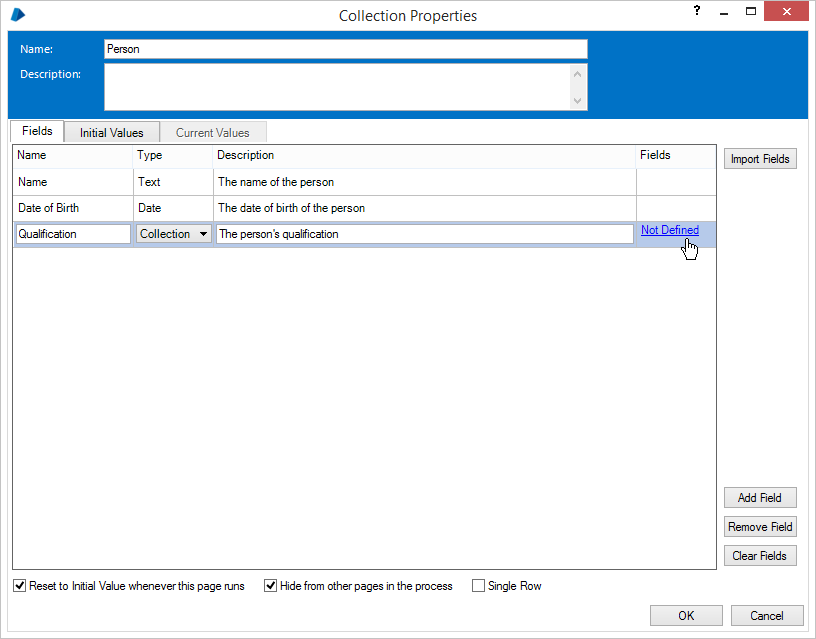 Collection Properties
?
Name: Person
Description:
Fields Initial Values Current Values
Name Type Description Fields
Name Text The name of the person
Date of Birth Date The date of birth of the person
Qualification Collection The person's qualification Not Defined
Import Fields
Add Field
Remove Field
Clear Fields
Reset to Initial Value whenever this page runs Hide from other pages in the process Single Row
OK Cancel